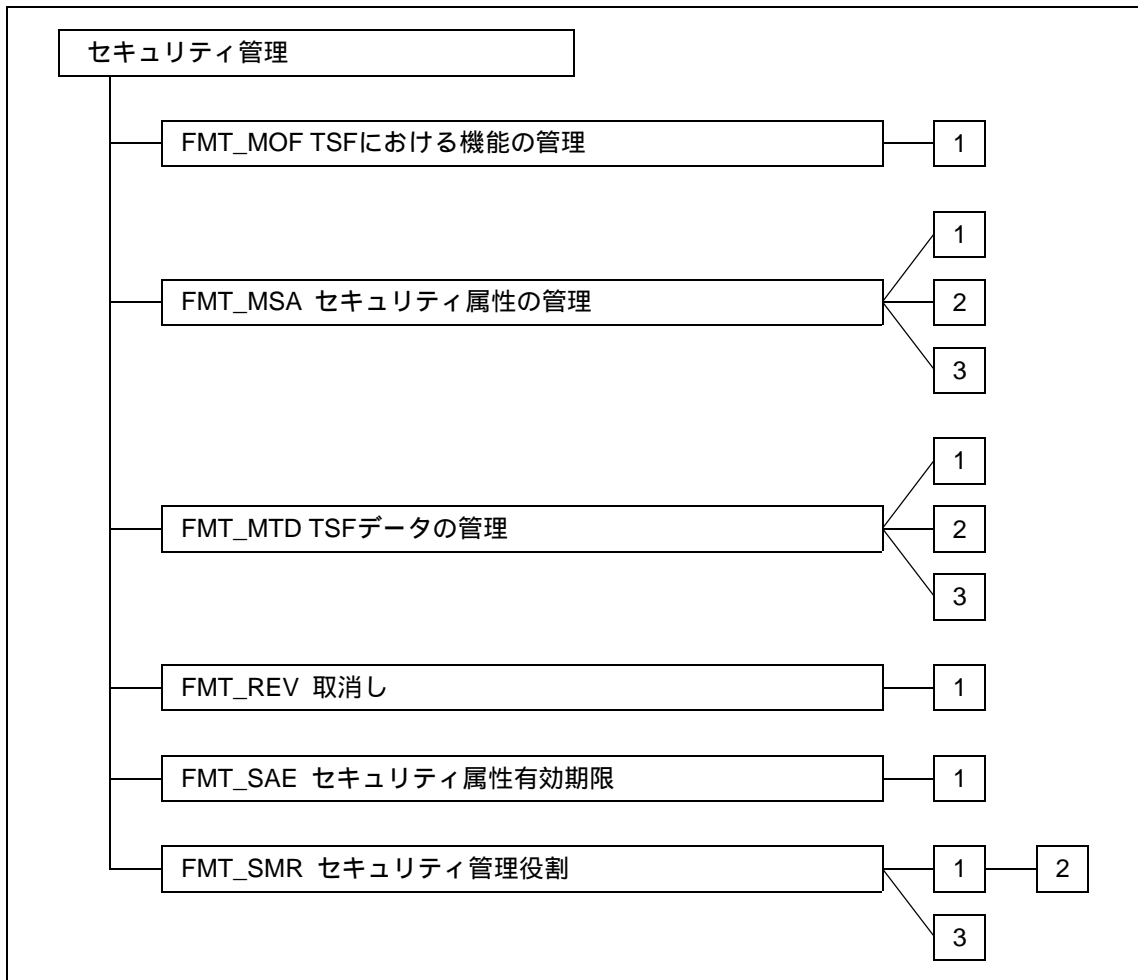 セキュリティ管理
FMT_MOF TSFにおける機能の管理
1
FMT_MSA セキュリティ属性の管理
1
2
3
FMT_MTD TSFデータの管理
1
2
3
FMT_REV 取消し
1
FMT_SAE セキュリティ属性有効期限
1
FMT_SMR セキュリティ管理役割
1
2
3